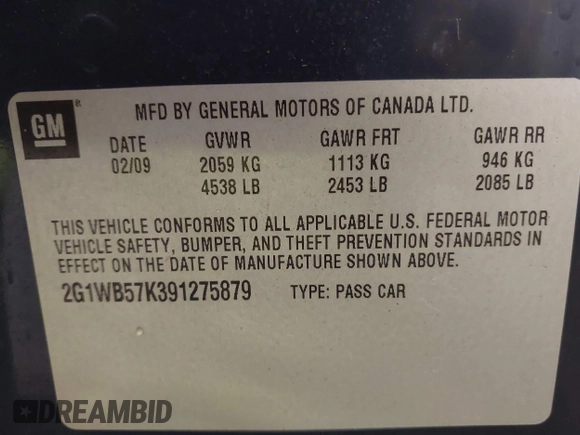 GM
®
MFD BY GENERAL MOTORS OF CANADA LTD.
DATE GVWR GAWR FRT GAWR RR
02/09 2059 KG 1113 KG 946 KG
4538 LB 2453 LB 2085 LB
THIS VEHICLE CONFORMS TO ALL APPLICABLE U.S. FEDERAL MOTOR
VEHICLE SAFETY, BUMPER, AND THEFT PREVENTION STANDARDS IN
EFFECT ON THE DATE OF MANUFACTURE SHOWN ABOVE.
2G1WB57K391275879 TYPE: PASS CAR
DREAMBID